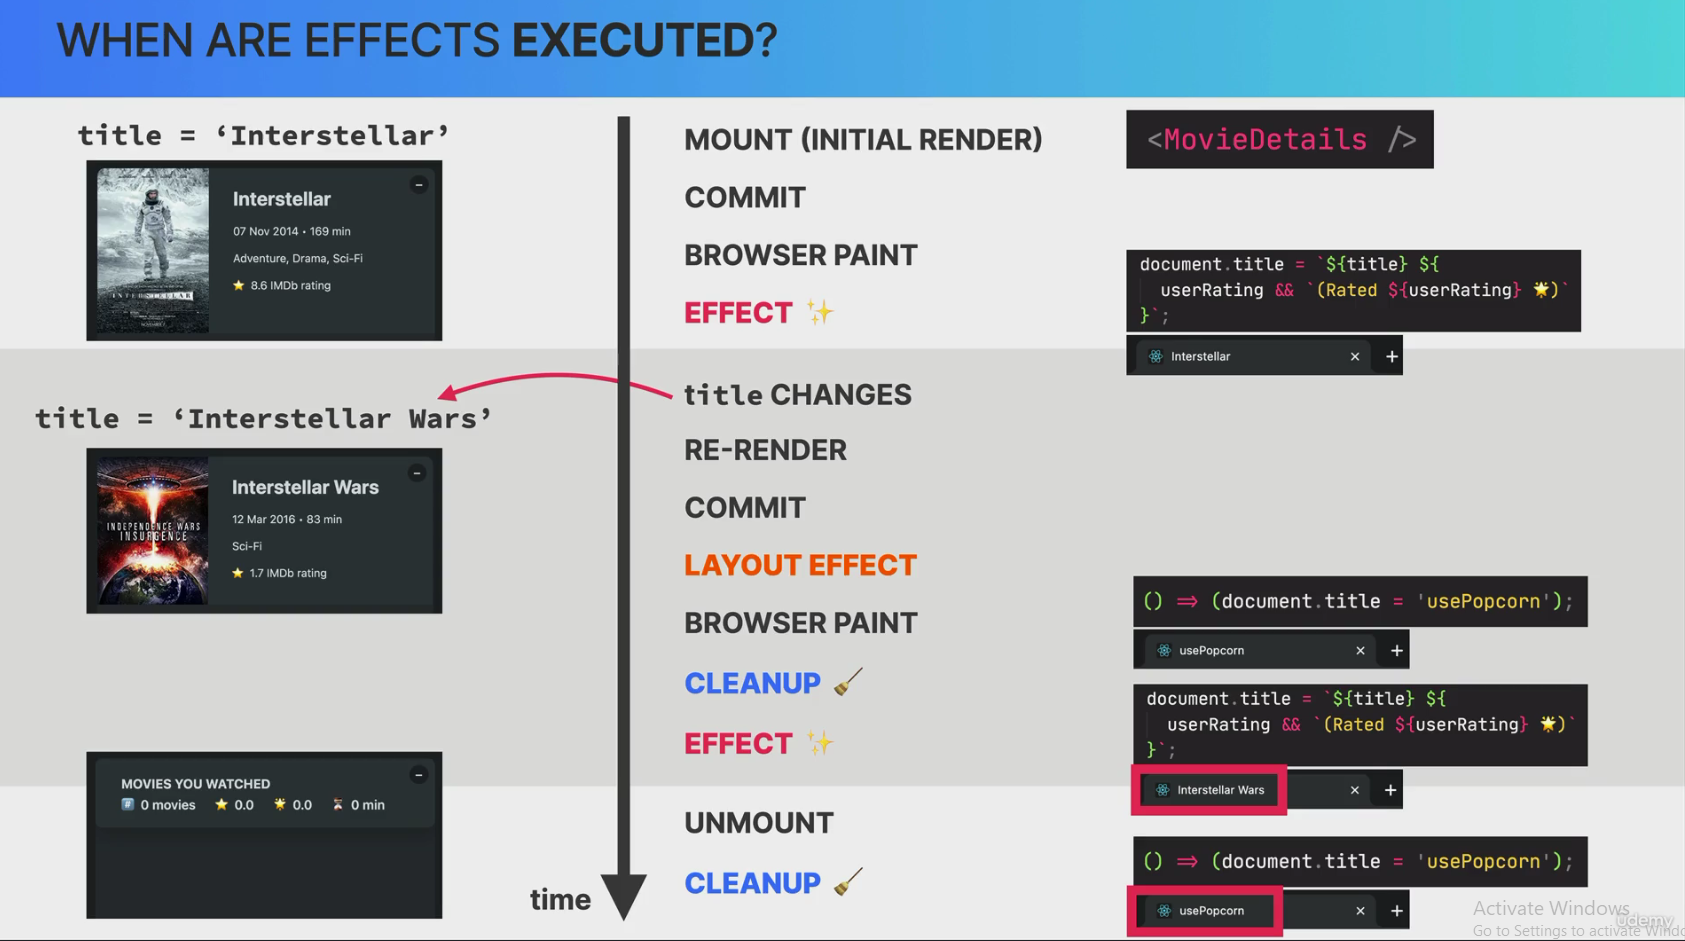 WHEN ARE EFFECTS EXECUTED?
title = ‘Interstellar’
Interstellar
07 Nov 2014 • 169 min
Adventure, Drama, Sci-Fi
⭐ 8.6 IMDb rating
INTERSTELLAR
MOUNT (INITIAL RENDER)
COMMIT
BROWSER PAINT
EFFECT ✨
<MovieDetails />
document.title = `${title} ${
userRating && `(Rated ${userRating} 🌟)`
}`;
Interstellar
title = ‘Interstellar Wars’
Interstellar Wars
12 Mar 2016 • 83 min
Sci-Fi
⭐ 1.7 IMDb rating
INDEPENDENCE WARS
INSURGENCE
title CHANGES
RE-RENDER
COMMIT
LAYOUT EFFECT
BROWSER PAINT
CLEANUP 🧹
EFFECT ✨
() => (document.title = 'usePopcorn');
usePopcorn
document.title = `${title} ${
userRating && `(Rated ${userRating} 🌟)`
}`;
Interstellar Wars
MOVIES YOU WATCHED
#️⃣ 0 movies ⭐ 0.0 🌟 0.0 ⏳ 0 min
UNMOUNT
CLEANUP 🧹
time
() => (document.title = 'usePopcorn');
usePopcorn
Activate Windows
Go to Settings to activate Windo
udemy